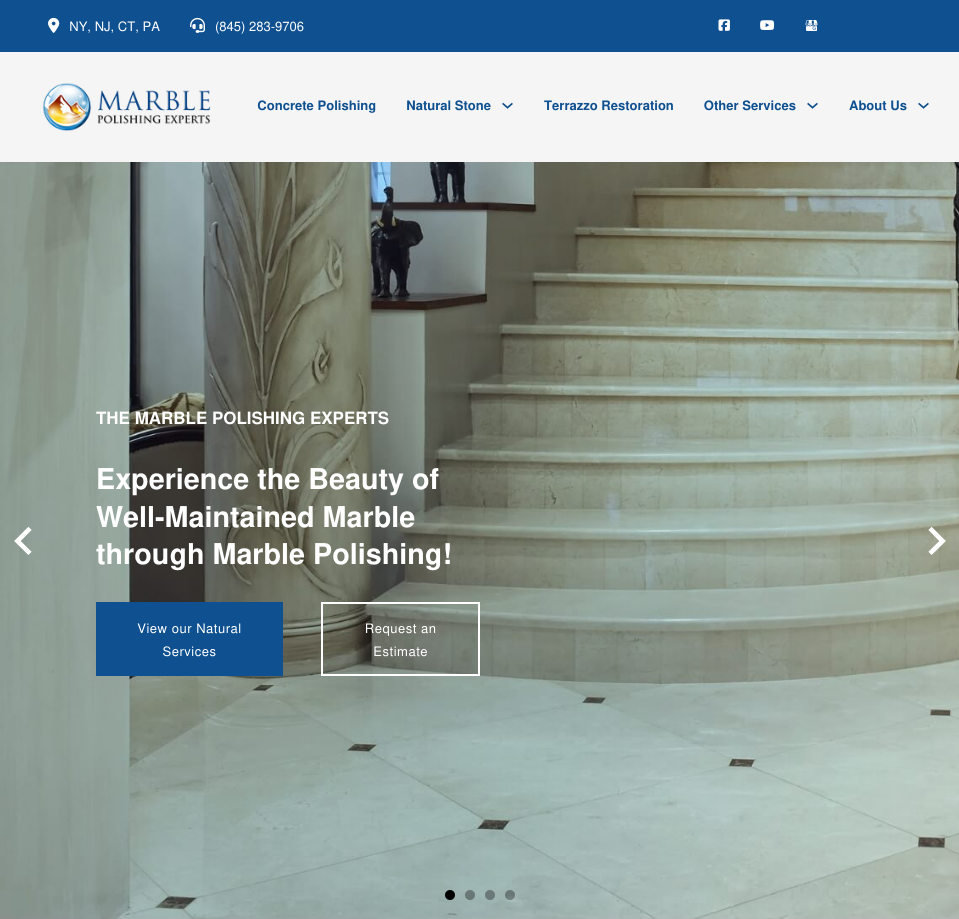 NY, NJ, CT, PA
(845) 283-9706
MARBLE
POLISHING EXPERTS
Concrete Polishing
Natural Stone
Terrazzo Restoration
Other Services
About Us
THE MARBLE POLISHING EXPERTS
Experience the Beauty of
Well-Maintained Marble
through Marble Polishing!
View our Natural
Services
Request an
Estimate